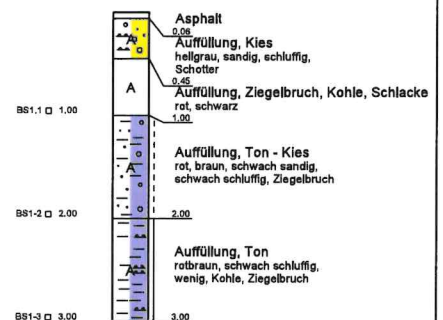 Asphalt
0.06
A
Auffüllung, Kies
hellgrau, sandig, schluffig,
Schotter
0.45
A
Auffüllung, Ziegelbruch, Kohle, Schlacke
rot, schwarz
BS1.1 1.00
1.00
A
Auffüllung, Ton - Kies
rot, braun, schwach sandig,
schwach schluffig, Ziegelbruch
BS1-2 2.00
2.00
A
Auffüllung, Ton
rotbraun, schwach schluffig,
wenig, Kohle, Ziegelbruch
BS1-3 3.00
3.00